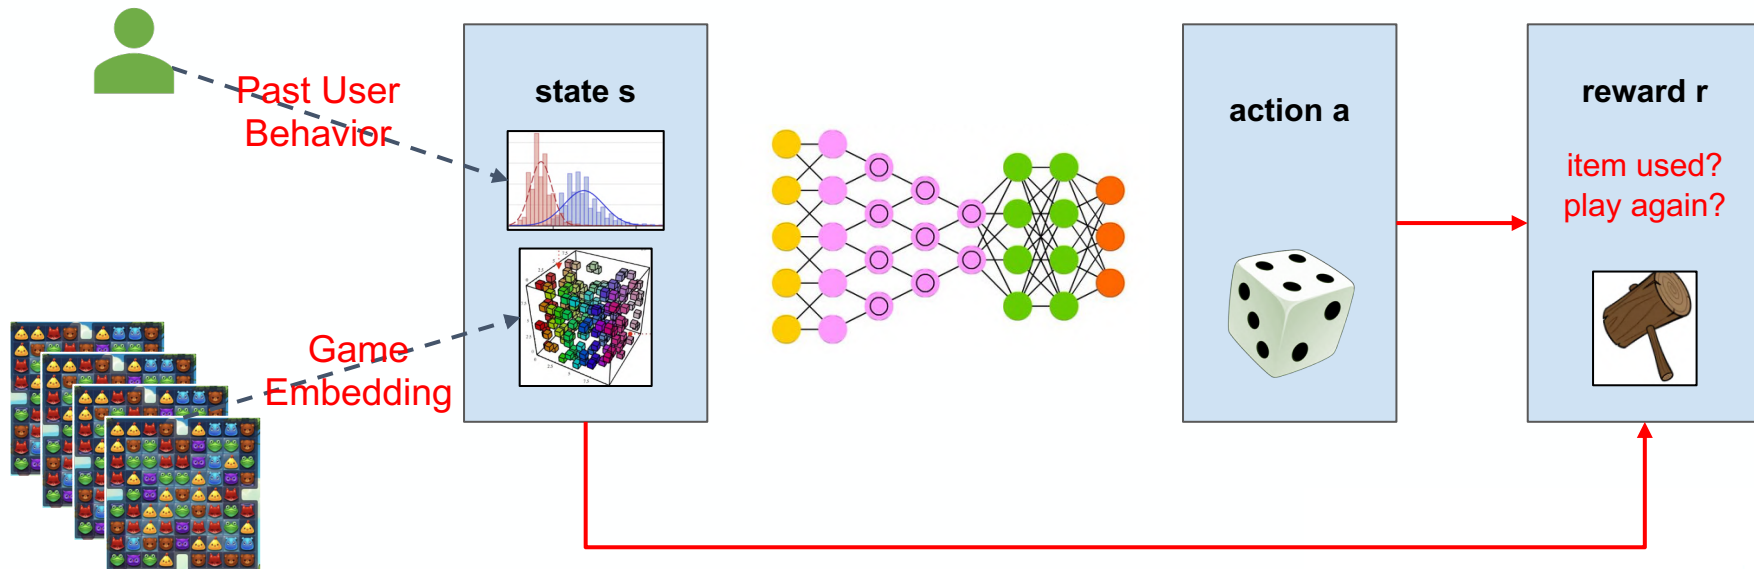 Past User
Behavior
Game
Embedding
state s
action a
reward r
item used?
play again?